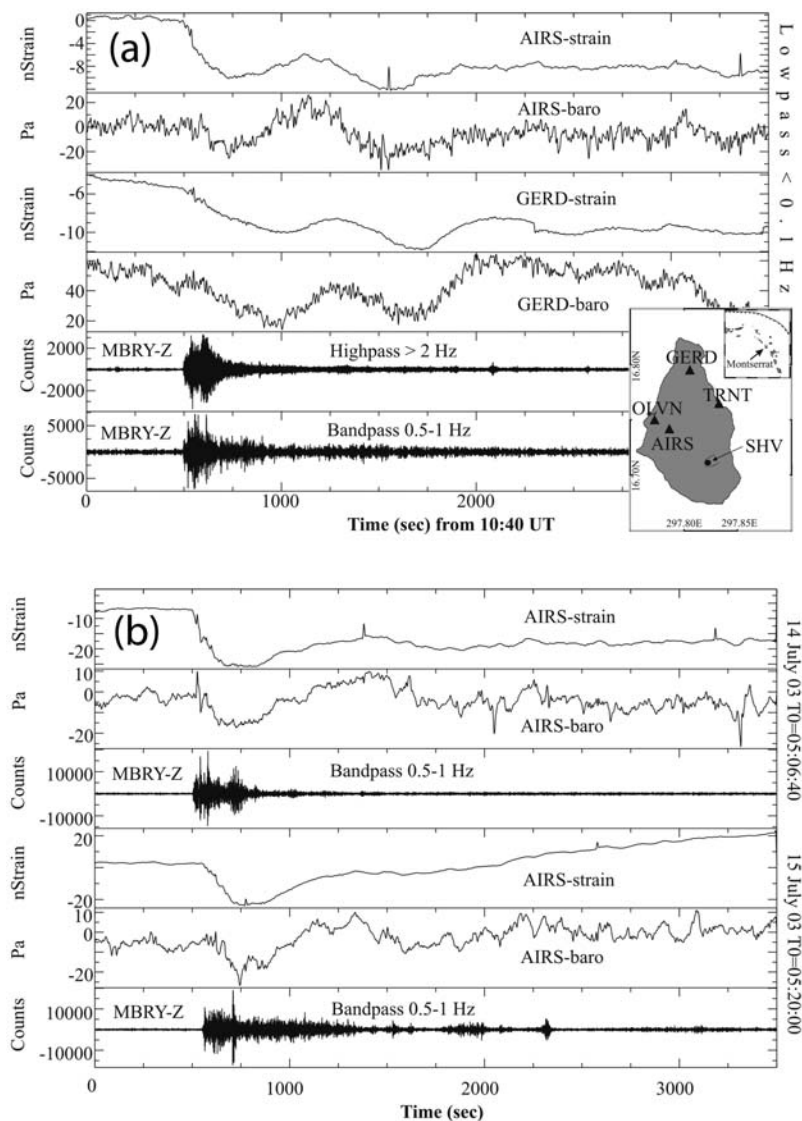 (a)
0
-4
-8
nStrain
AIRS-strain
20
0
-20
Pa
AIRS-baro
-6
-10
nStrain
GERD-strain
40
20
Pa
GERD-baro
Lowpass < 0.1 Hz
2000
-2000
Counts
MBRY-Z Highpass > 2 Hz
5000
-5000
Counts
MBRY-Z Bandpass 0.5-1 Hz
0 1000 2000
Time (sec) from 10:40 UT
Montserrat
GERD
TRNT
OLVN
AIRS
SHV
16.80N
16.70N
297.80E 297.85E
(b)
-10
-20
nStrain
AIRS-strain
10
0
-20
Pa
AIRS-baro
10000
-10000
Counts
MBRY-Z Bandpass 0.5-1 Hz
14 July 03 T0=05:06:40
20
-20
nStrain
AIRS-strain
10
0
-20
Pa
AIRS-baro
10000
-10000
Counts
MBRY-Z Bandpass 0.5-1 Hz
15 July 03 T0=05:20:00
0 1000 2000 3000
Time (sec)